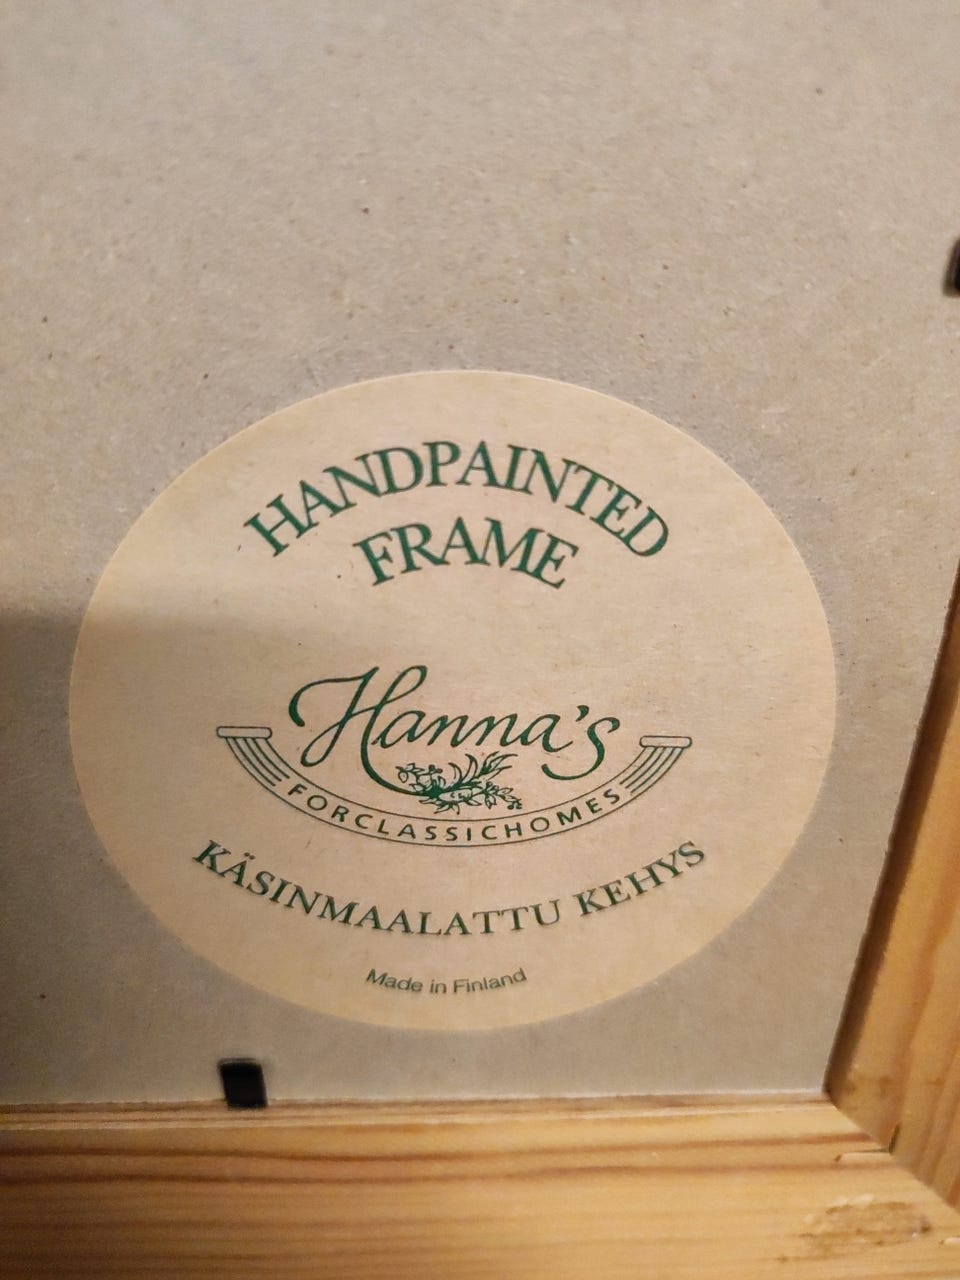 HANDPAINTED
FRAME
Hanna's
FORCLASSICHOMES
KÄSINMAALATTU KEHYS
Made in Finland